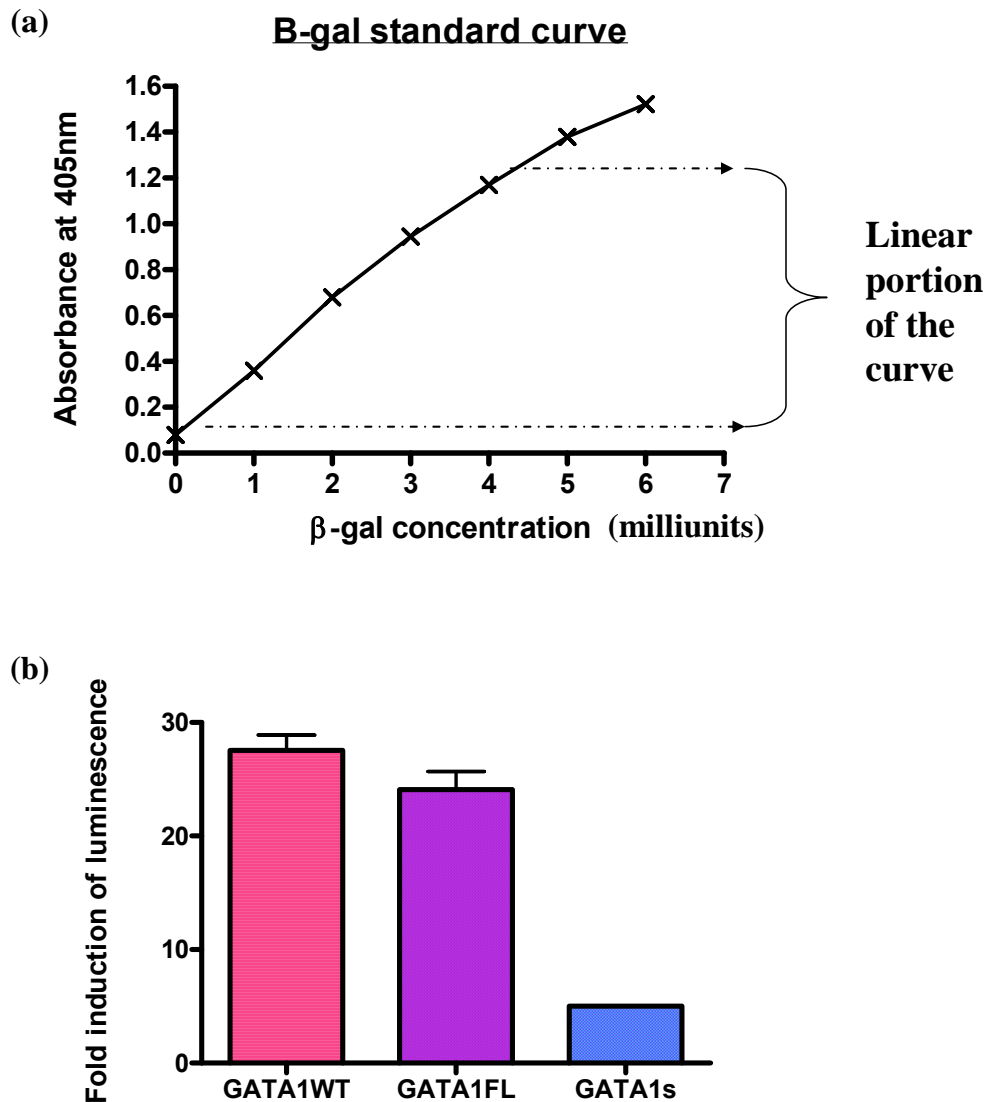 (a)
B-gal standard curve
Absorbance at 405nm
1.6
1.4
1.2
1.0
0.8
0.6
0.4
0.2
0.0
0 1 2 3 4 5 6 7
β-gal concentration (milliunits)
Linear
portion
of the
curve
(b)
Fold induction of luminescence
30
20
10
0
GATA1WT GATA1FL GATA1s